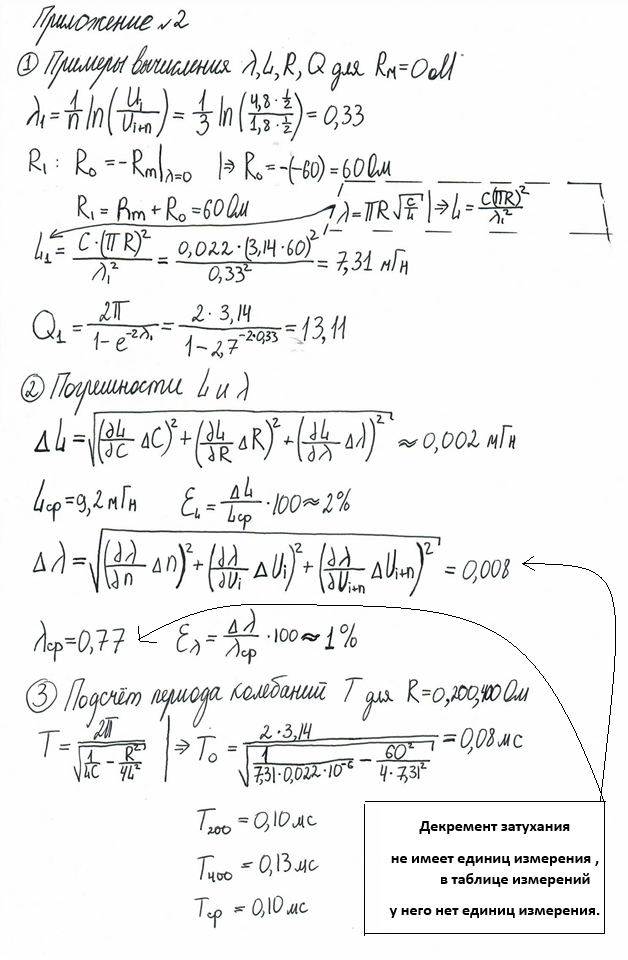 Приложение №2
① Примеры вычисления λ, L, R, Q для Rм=0 Ом
λ₁ = 1/n ln(Ui/Ui+n) = 1/3 ln(4,8·½/1,8·½) = 0,33
R₁ : R₀ = -Rm|λ=0 |⇒ R₀ = -(-60) = 60 Ом
R₁ = Rm + R₀ = 60 Ом
λ = πR√(C/L) |⇒ L = C(πR)²/λ₁²
L₁ = C·(πR)²/λ₁² = 0,022·(3,14·60)²/0,33² = 7,31 мГн
Q₁ = 2π/(1-e^(-2λ₁)) = 2·3,14/(1-2,7^(-2·0,33)) = 13,11
② Погрешности L и λ
ΔL = √((∂L/∂C ΔC)² + (∂L/∂R ΔR)² + (∂L/∂λ Δλ)²) ≈ 0,002 мГн
Lср = 9,2 мГн εL = ΔL/Lср ·100 ≈ 2%
Δλ = √((∂λ/∂n Δn)² + (∂λ/∂Ui ΔUi)² + (∂λ/∂Ui+n ΔUi+n)²) = 0,008
λср = 0,77 ελ = Δλ/λср ·100 ≈ 1%
③ Подсчёт периода колебаний T для R=0,200,400 Ом
T = 2π/√(1/LC - R²/4L²) |⇒ T₀ = 2·3,14/√(1/(7,31·0,022·10⁻⁶) - 60²/(4·7,31²)) = 0,08 мс
T₂₀₀ = 0,10 мс
T₄₀₀ = 0,13 мс
Tср = 0,10 мс
Декремент затухания
не имеет единиц измерения ,
в таблице измерений
у него нет единиц измерения.